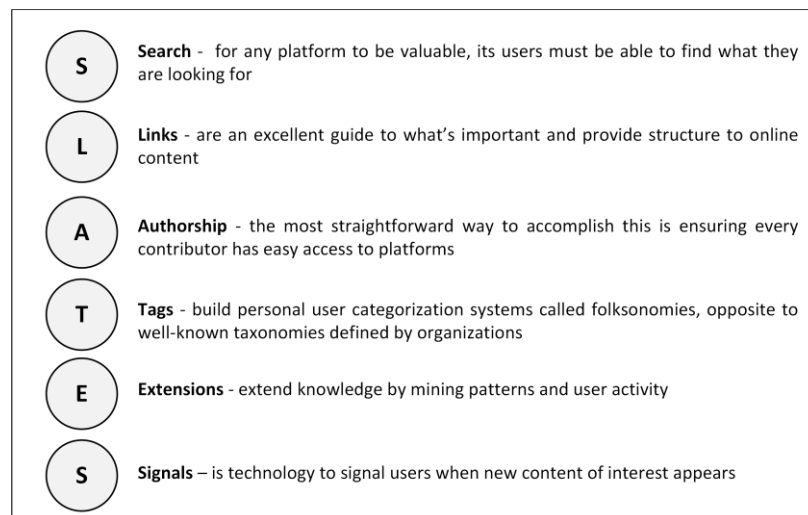 S
Search -  for any platform to be valuable, its users must be able to find what they
are looking for
L
Links - are an excellent guide to what's important and provide structure to online
content
A
Authorship - the most straightforward way to accomplish this is ensuring every
contributor has easy access to platforms
T
Tags - build personal user categorization systems called folksonomies, opposite to
well-known taxonomies defined by organizations
E
Extensions - extend knowledge by mining patterns and user activity
S
Signals – is technology to signal users when new content of interest appears